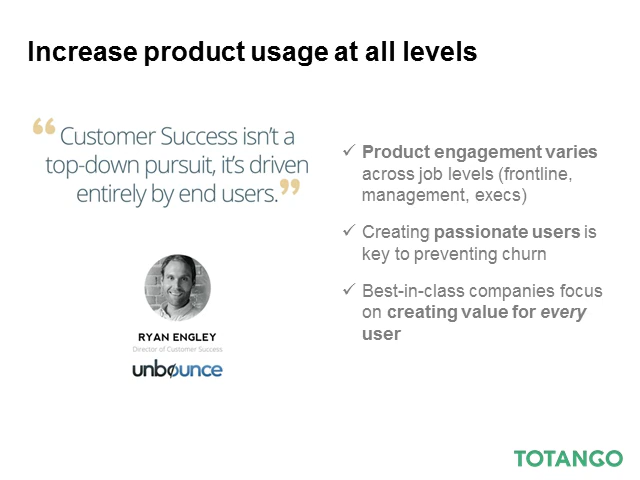 Increase product usage at all levels
“Customer Success isn’t a
top-down pursuit, it’s driven
entirely by end users.”
RYAN ENGLEY
Director of Customer Success
unbounce
✓ Product engagement varies
across job levels (frontline,
management, execs)
✓ Creating passionate users is
key to preventing churn
✓ Best-in-class companies focus
on creating value for every
user
TOTANGO